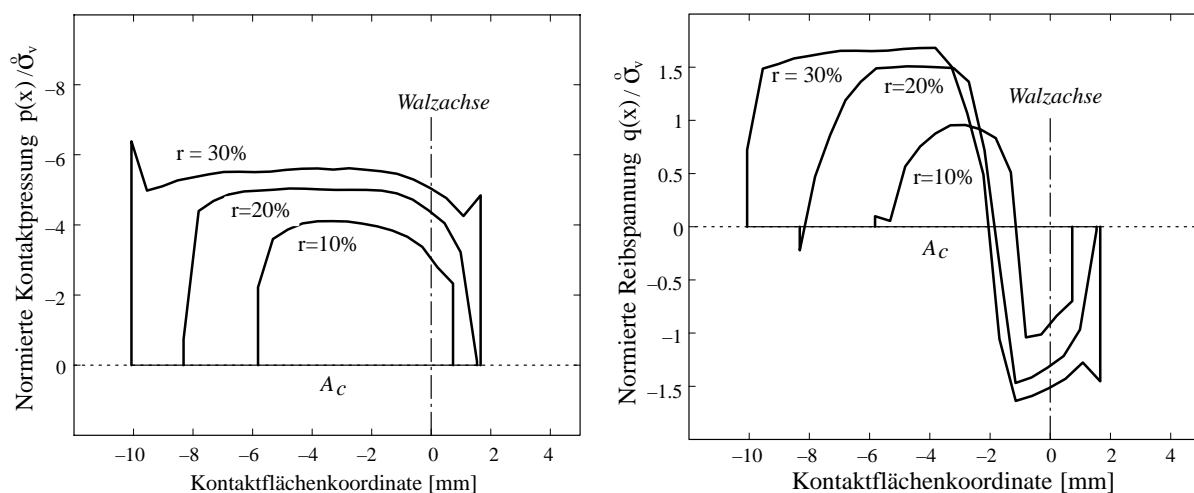 Normierte Kontaktpressung p(x)/σ̊ᵥ
-8
-6
-4
-2
0
Walzachse
r = 30%
r=20%
r=10%
Ac
-10 -8 -6 -4 -2 0 2 4
Kontaktflächenkoordinate [mm]
Normierte Reibspannung q(x)/σ̊ᵥ
1.5
1
0.5
0
-0.5
-1
-1.5
Walzachse
r = 30%
r=20%
r=10%
Ac
-10 -8 -6 -4 -2 0 2 4
Kontaktflächenkoordinate [mm]